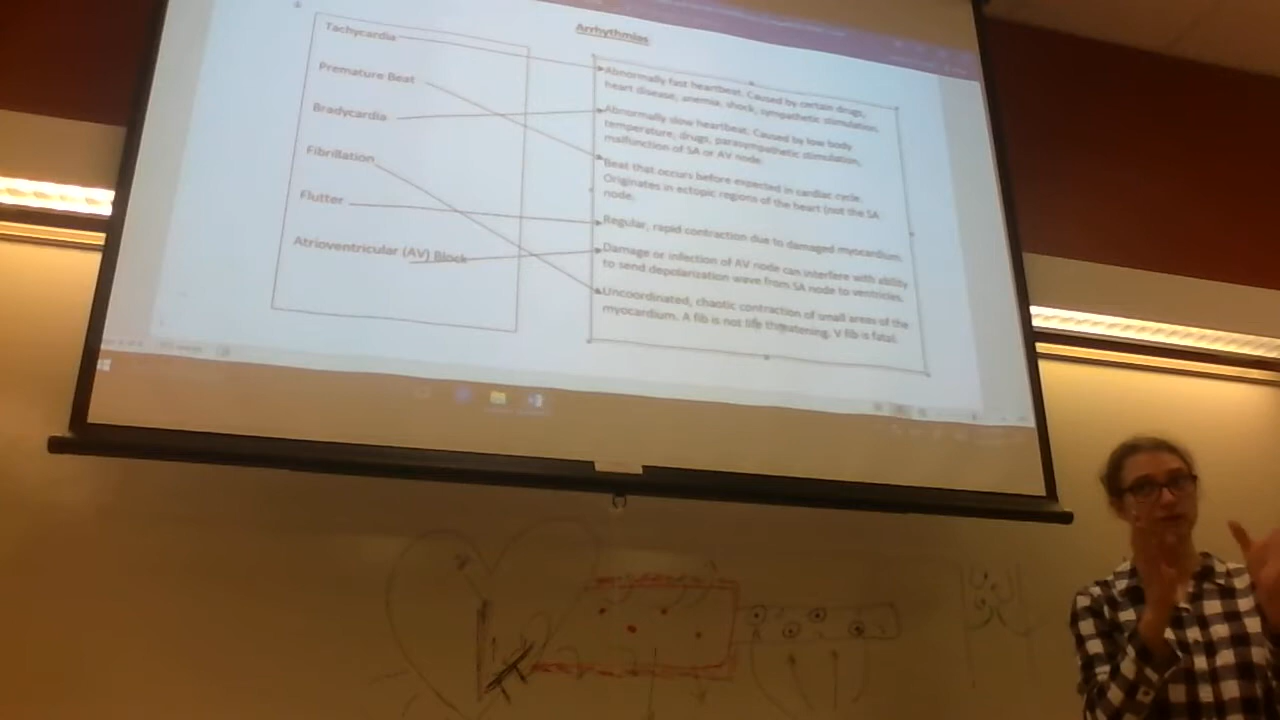 Arrhythmias
Tachycardia
Premature Beat
Bradycardia
Fibrillation
Flutter
Atrioventricular (AV) Block
Abnormally fast heartbeat. Caused by certain drugs,
heart disease, anemia, shock, sympathetic stimulation.
Abnormally slow heartbeat. Caused by low body
temperature, drugs, parasympathetic stimulation,
malfunction of SA or AV node.
Beat that occurs before expected in cardiac cycle.
Originates in ectopic regions of the heart (not the SA
node.
Regular, rapid contraction due to damaged myocardium.
Damage or infection of AV node can interfere with ability
to send depolarization wave from SA node to ventricles.
Uncoordinated, chaotic contraction of small areas of the
myocardium. A fib is not life threatening. V fib is fatal.